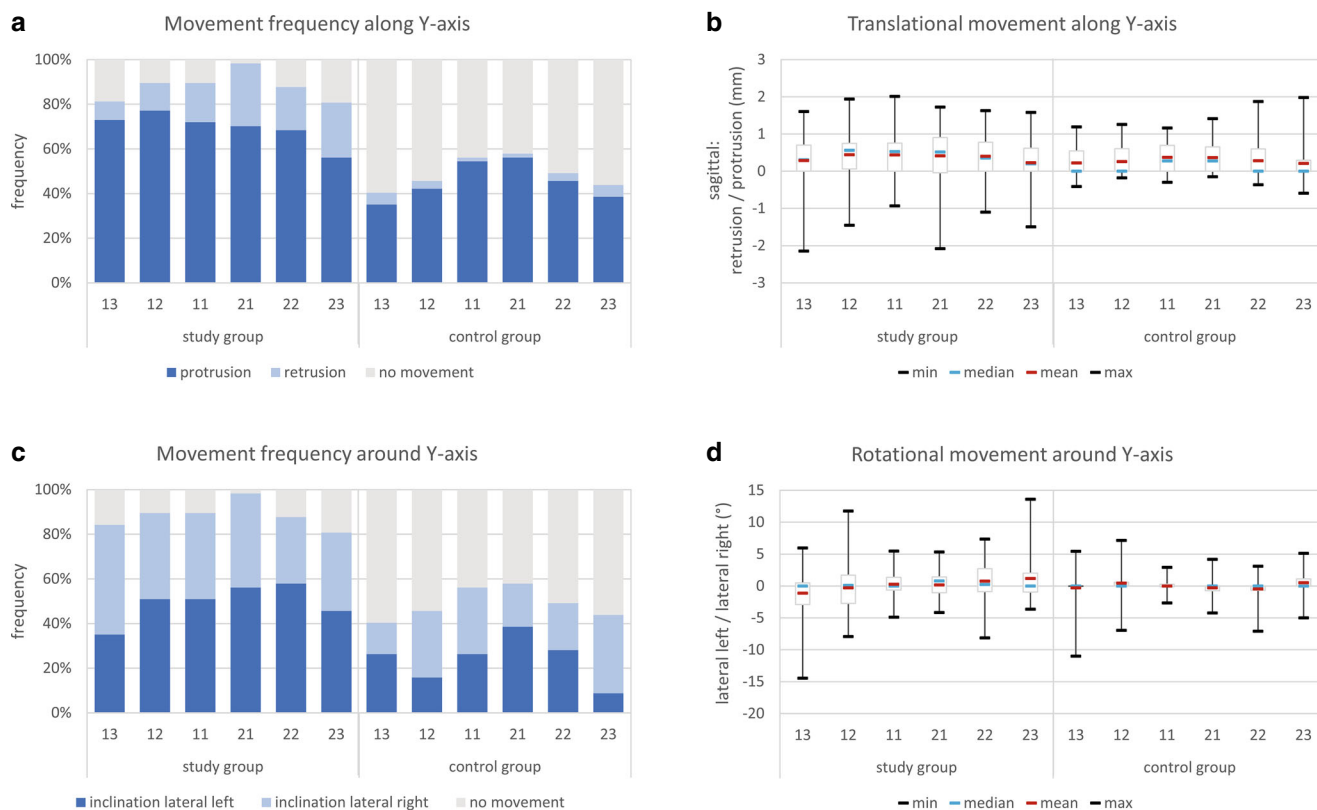 a
Movement frequency along Y-axis
100%
80%
60%
40%
20%
0%
frequency
13 12 11 21 22 23 13 12 11 21 22 23
study group control group
protrusion retrusion no movement
b
Translational movement along Y-axis
3
2
1
0
-1
-2
-3
sagittal:
retrusion / protrusion (mm)
13 12 11 21 22 23 13 12 11 21 22 23
study group control group
min median mean max
c
Movement frequency around Y-axis
100%
80%
60%
40%
20%
0%
frequency
13 12 11 21 22 23 13 12 11 21 22 23
study group control group
inclination lateral left inclination lateral right no movement
d
Rotational movement around Y-axis
15
10
5
0
-5
-10
-15
-20
lateral left / lateral right (°)
13 12 11 21 22 23 13 12 11 21 22 23
study group control group
min median mean max